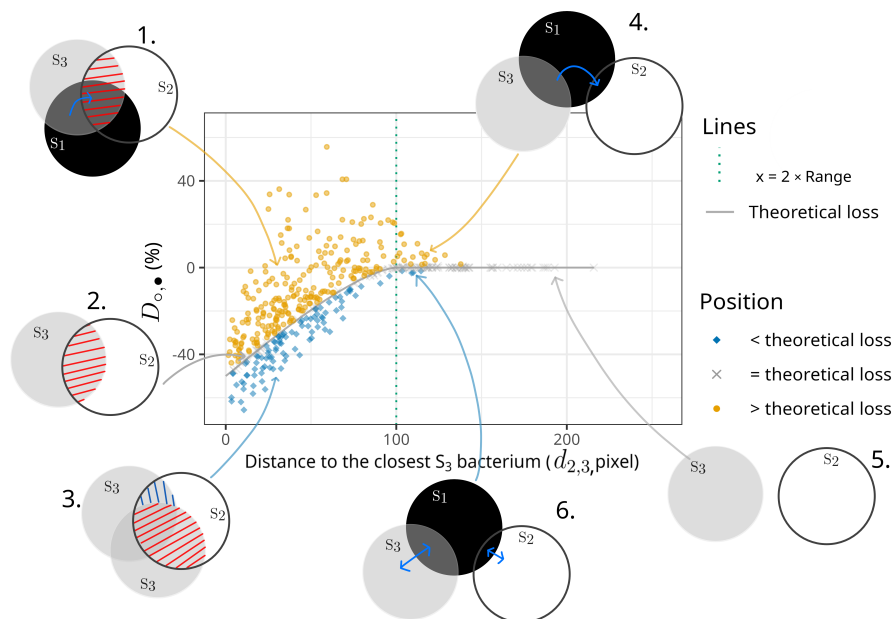 1.
S3
S2
S1
4.
S1
S3
S2
Lines
x = 2 × Range
Theoretical loss
D○,● (%)
40
0
-40
0
100
200
Distance to the closest S3 bacterium (d2,3,pixel)
2.
S3
S2
Position
< theoretical loss
= theoretical loss
> theoretical loss
3.
S3
S2
S3
6.
S1
S3
S2
5.
S3
S2